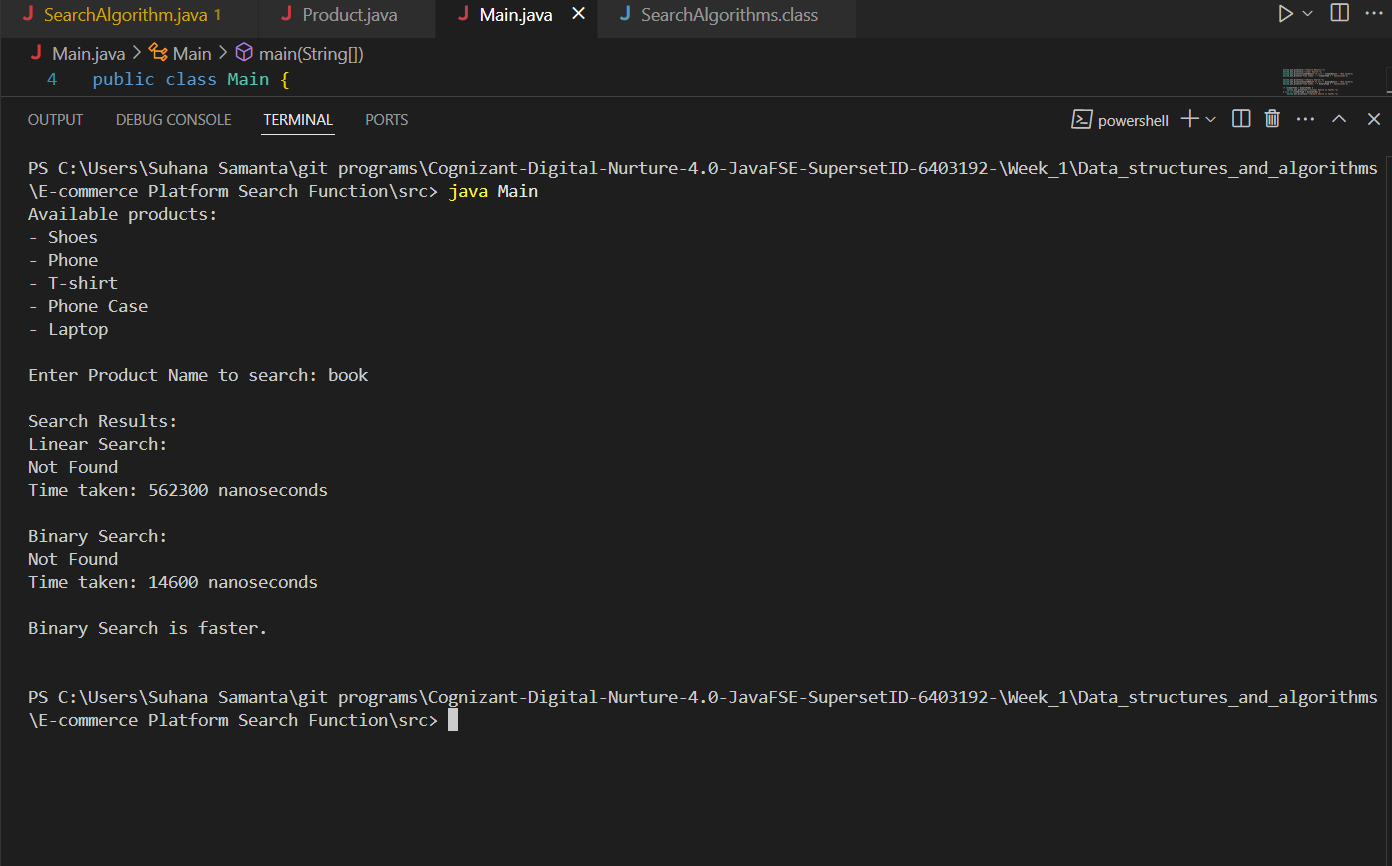 SearchAlgorithm.java 1 Product.java Main.java SearchAlgorithms.class
Main.java > Main > main(String[])
4 public class Main {
OUTPUT DEBUG CONSOLE TERMINAL PORTS powershell
PS C:\Users\Suhana Samanta\git programs\Cognizant-Digital-Nurture-4.0-JavaFSE-SupersetID-6403192-\Week_1\Data_structures_and_algorithms
\E-commerce Platform Search Function\src> java Main
Available products:
- Shoes
- Phone
- T-shirt
- Phone Case
- Laptop
Enter Product Name to search: book
Search Results:
Linear Search:
Not Found
Time taken: 562300 nanoseconds
Binary Search:
Not Found
Time taken: 14600 nanoseconds
Binary Search is faster.
PS C:\Users\Suhana Samanta\git programs\Cognizant-Digital-Nurture-4.0-JavaFSE-SupersetID-6403192-\Week_1\Data_structures_and_algorithms
\E-commerce Platform Search Function\src>